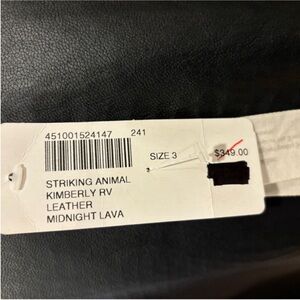 451001524147 241
SIZE 3 $349.00
STRIKING ANIMAL
KIMBERLY RV
LEATHER
MIDNIGHT LAVA